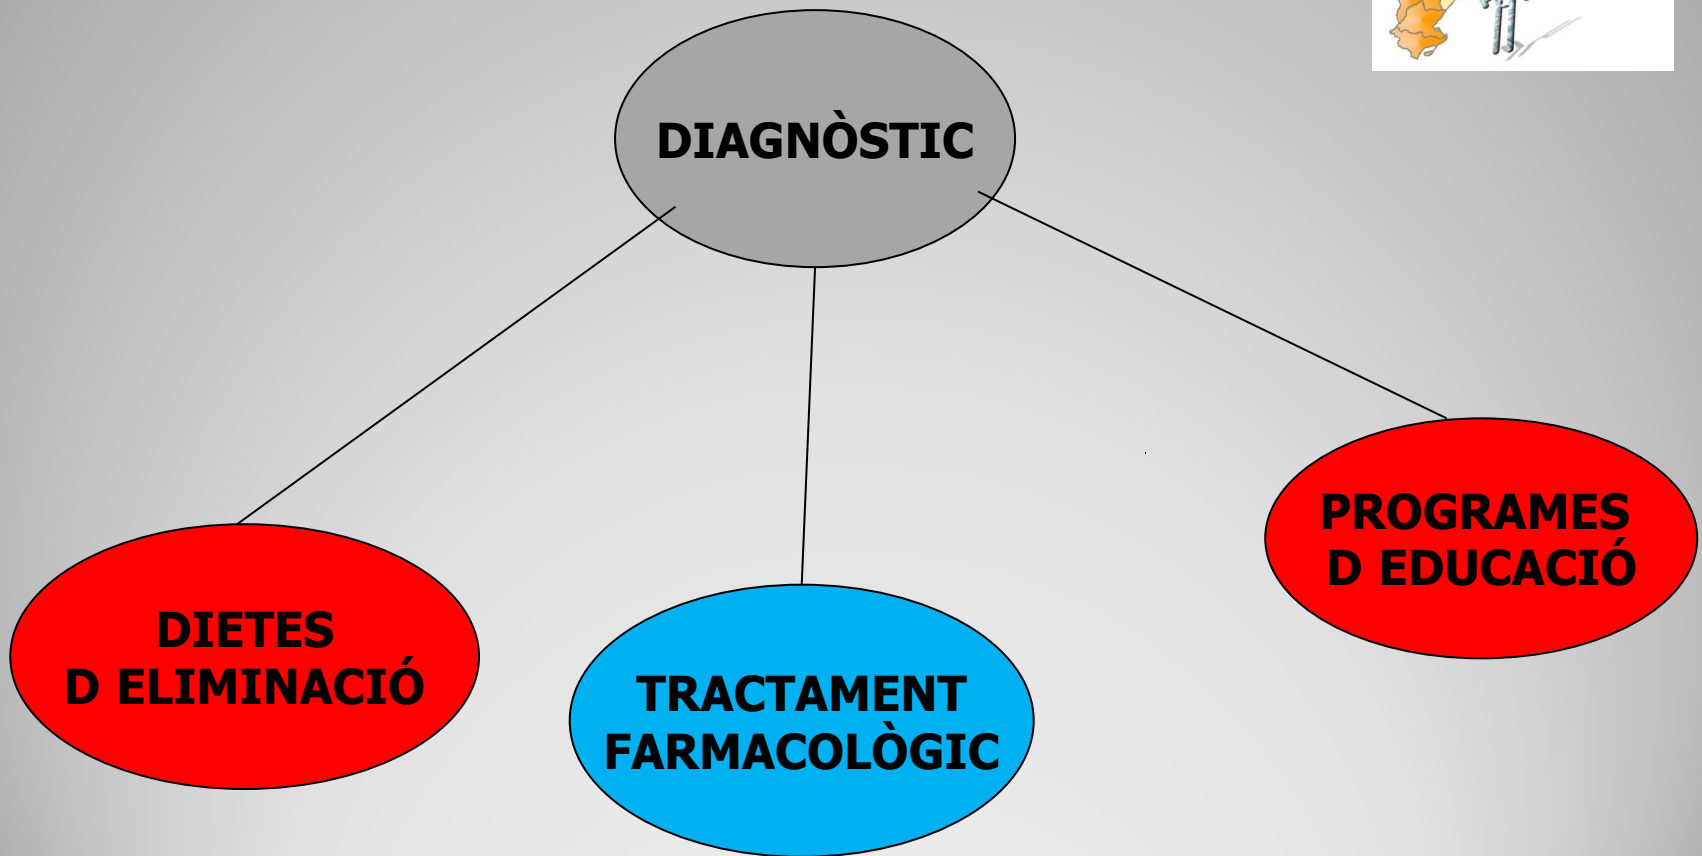 DIAGNÒSTIC
PROGRAMES
D EDUCACIÓ
DIETES
D ELIMINACIÓ
TRACTAMENT
FARMACOLÒGIC